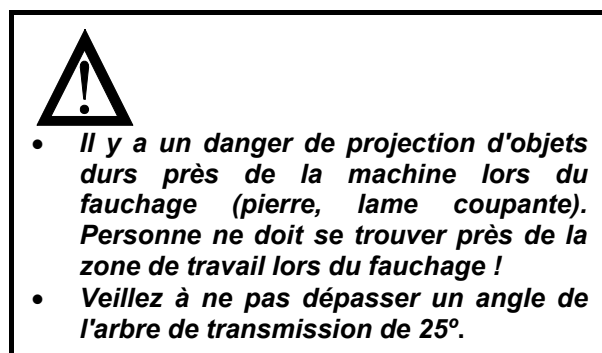 • Il y a un danger de projection d'objets
durs près de la machine lors du
fauchage (pierre, lame coupante).
Personne ne doit se trouver près de la
zone de travail lors du fauchage !
• Veillez à ne pas dépasser un angle de
l'arbre de transmission de 25º.